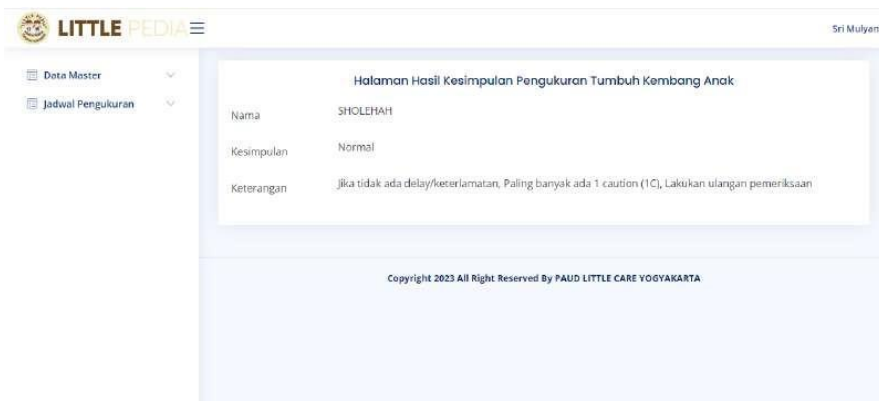 LITTLE PEDIA
Sri Mulyan
Data Master
Jadwal Pengukuran
Halaman Hasil Kesimpulan Pengukuran Tumbuh Kembang Anak
Nama SHOLEHAH
Kesimpulan Normal
Keterangan Jika tidak ada delay/keterlamatan, Paling banyak ada 1 caution (1C), Lakukan ulangan pemeriksaan
Copyright 2023 All Right Reserved By PAUD LITTLE CARE YOGYAKARTA